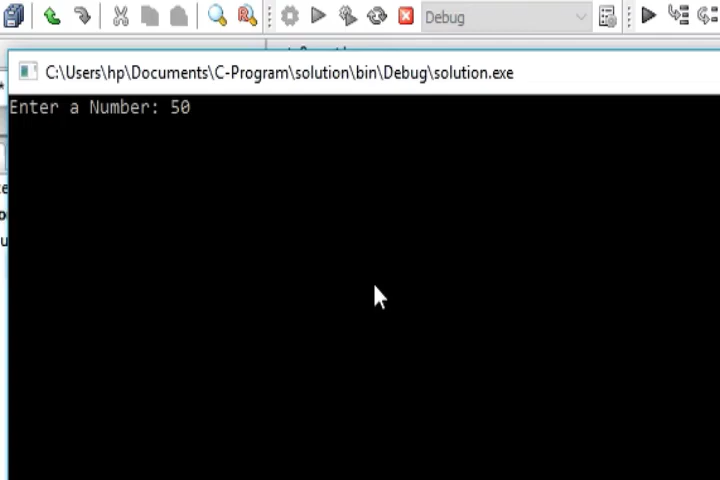 Debug
C:\Users\hp\Documents\C-Program\solution\bin\Debug\solution.exe
Enter a Number: 50